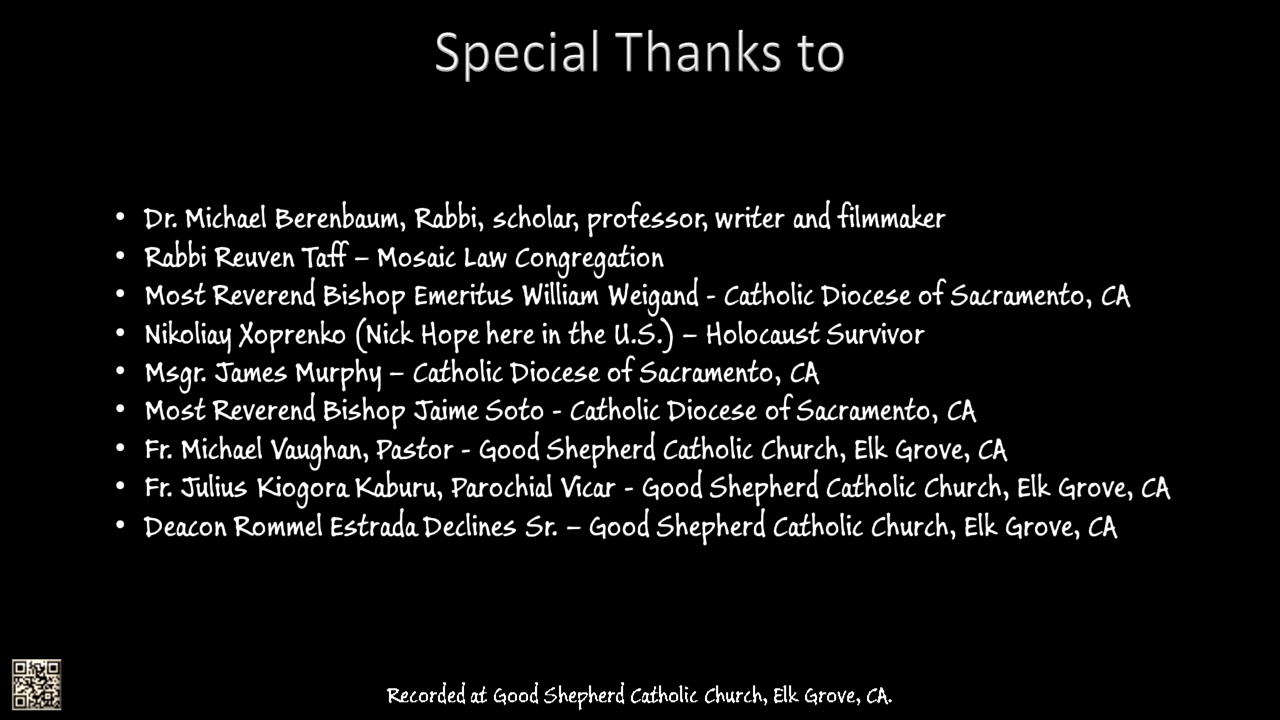 Special Thanks to
• Dr. Michael Berenbaum, Rabbi, scholar, professor, writer and filmmaker
• Rabbi Reuven Taff – Mosaic Law Congregation
• Most Reverend Bishop Emeritus William Weigand - Catholic Diocese of Sacramento, CA
• Nikoliay Xoprenko (Nick Hope here in the U.S.) – Holocaust Survivor
• Msgr. James Murphy – Catholic Diocese of Sacramento, CA
• Most Reverend Bishop Jaime Soto - Catholic Diocese of Sacramento, CA
• Fr. Michael Vaughan, Pastor - Good Shepherd Catholic Church, Elk Grove, CA
• Fr. Julius Kiogora Kaburu, Parochial Vicar - Good Shepherd Catholic Church, Elk Grove, CA
• Deacon Rommel Estrada Declines Sr. – Good Shepherd Catholic Church, Elk Grove, CA
Recorded at Good Shepherd Catholic Church, Elk Grove, CA.